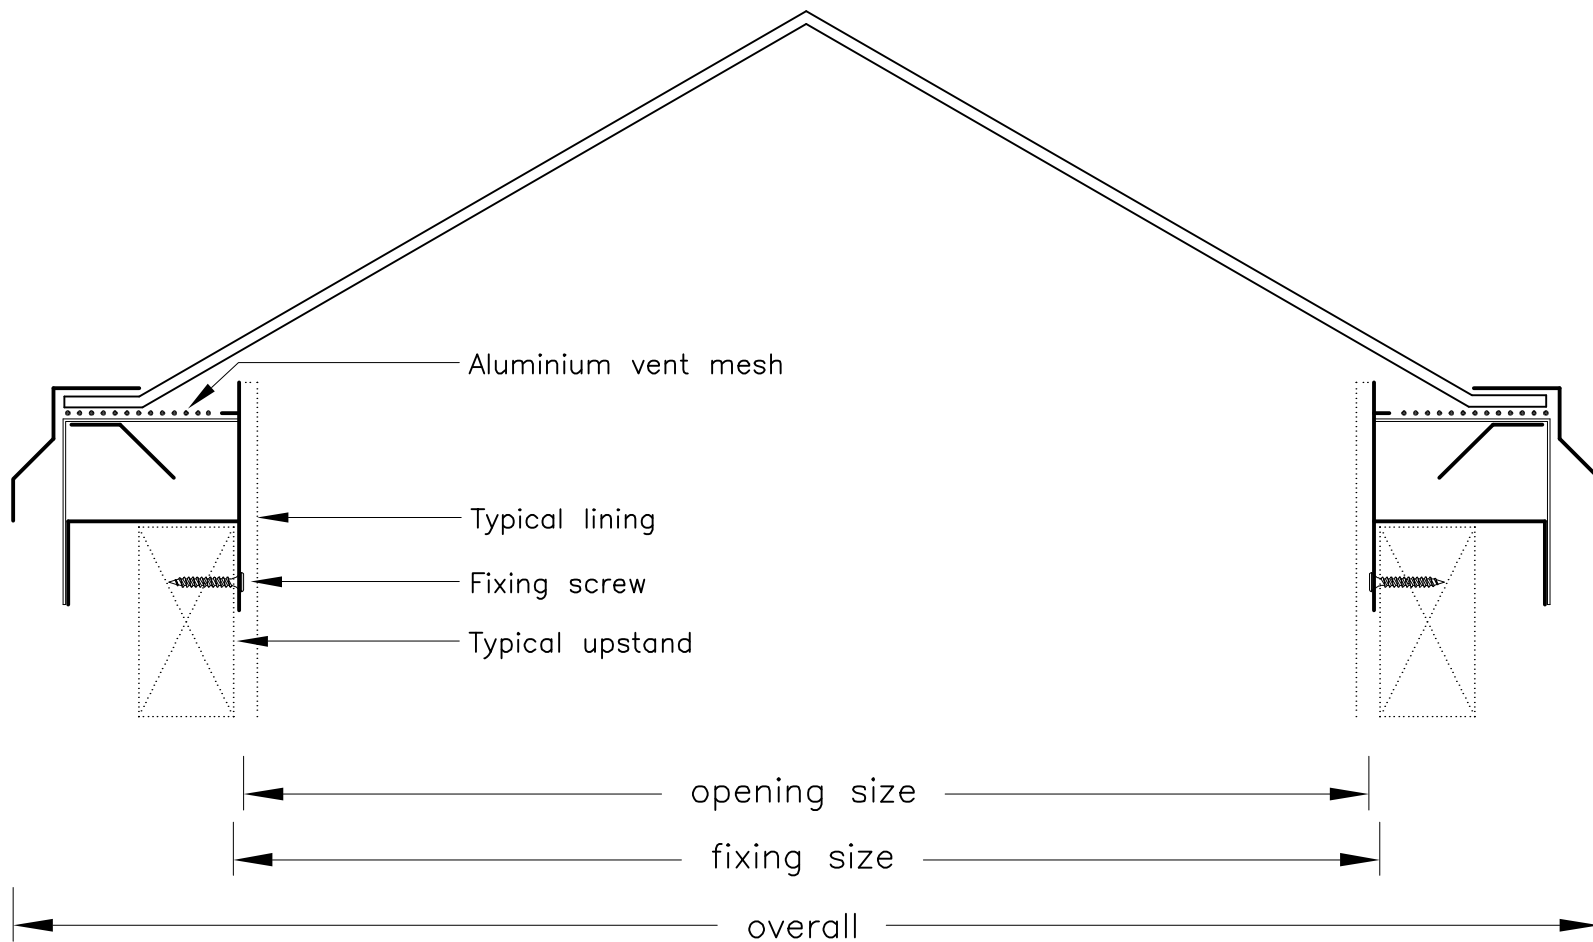 Aluminium vent mesh
Typical lining
Fixing screw
Typical upstand
opening size
fixing size
overall